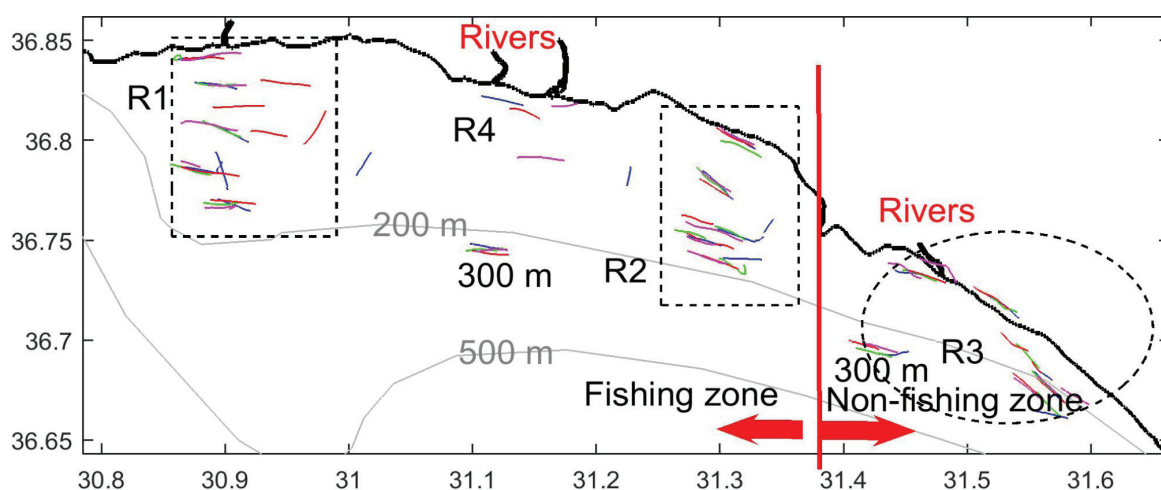 36.85
36.8
36.75
36.7
36.65
Rivers
R1
R4
200 m
300 m
R2
Rivers
500 m
300 m
R3
Fishing zone
Non-fishing zone
30.8 30.9 31 31.1 31.2 31.3 31.4 31.5 31.6